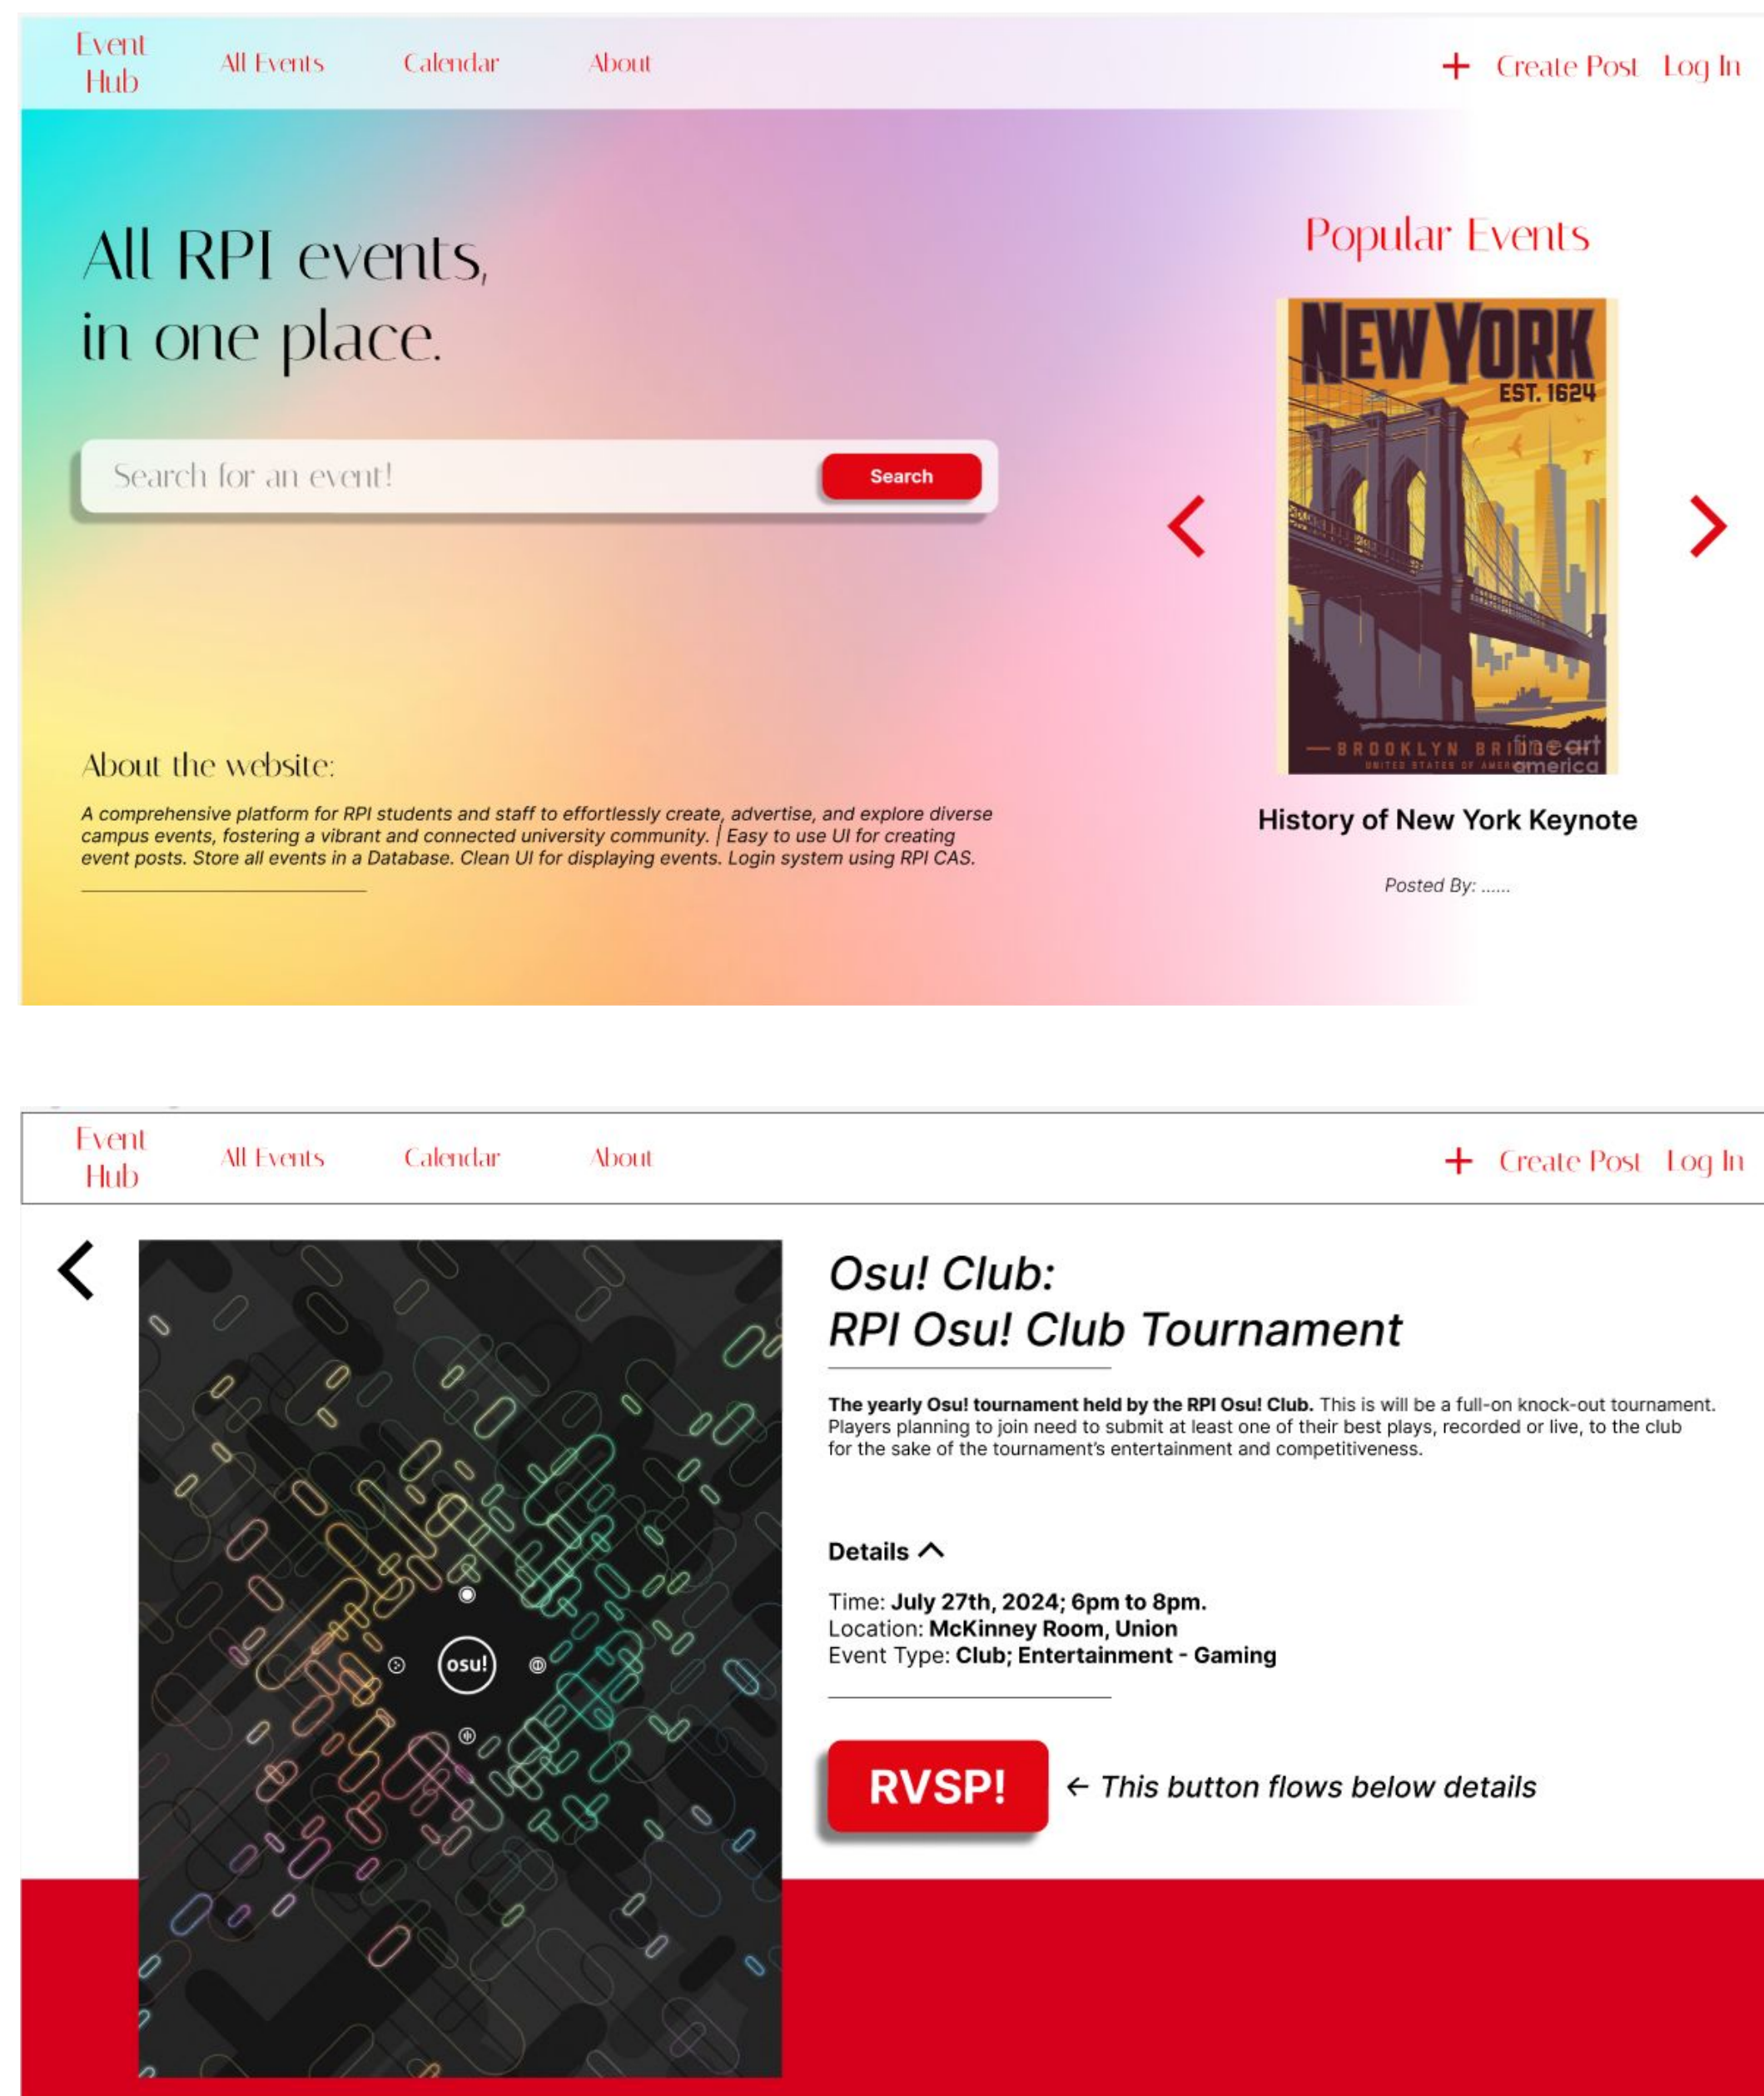 Event
Hub
All Events
Calendar
About
+ Create Post
Log In
All RPI events,
in one place.
Search for an event!
Search
About the website:
A comprehensive platform for RPI students and staff to effortlessly create, advertise, and explore diverse
campus events, fostering a vibrant and connected university community. | Easy to use UI for creating
event posts. Store all events in a Database. Clean UI for displaying events. Login system using RPI CAS.
Popular Events
NEW YORK
EST. 1624
BROOKLYN BRIDGE
UNITED STATES OF AMERICA
fine art
america
History of New York Keynote
Posted By: ......
Event
Hub
All Events
Calendar
About
+ Create Post
Log In
osu!
Osu! Club:
RPI Osu! Club Tournament
The yearly Osu! tournament held by the RPI Osu! Club. This is will be a full-on knock-out tournament.
Players planning to join need to submit at least one of their best plays, recorded or live, to the club
for the sake of the tournament's entertainment and competitiveness.
Details
Time: July 27th, 2024; 6pm to 8pm.
Location: McKinney Room, Union
Event Type: Club; Entertainment - Gaming
RVSP!
← This button flows below details